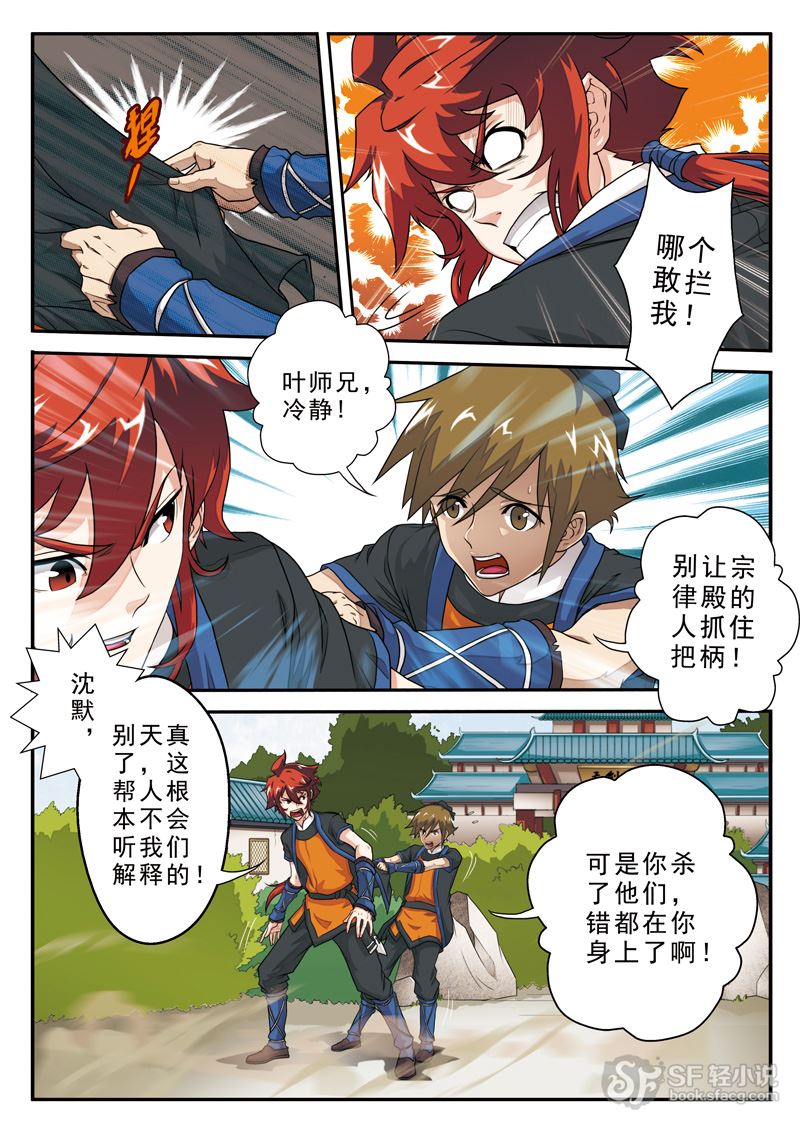 捏！
哪个
敢拦
我！
叶师兄，
冷静！
别让宗
律殿的
人抓住
把柄！
沈默，
别天真
了，这
帮人根
本不会
听我们
解释的！
可是你杀
了他们，
错都在你
身上了啊！
SF 轻小说
book.sfacg.com